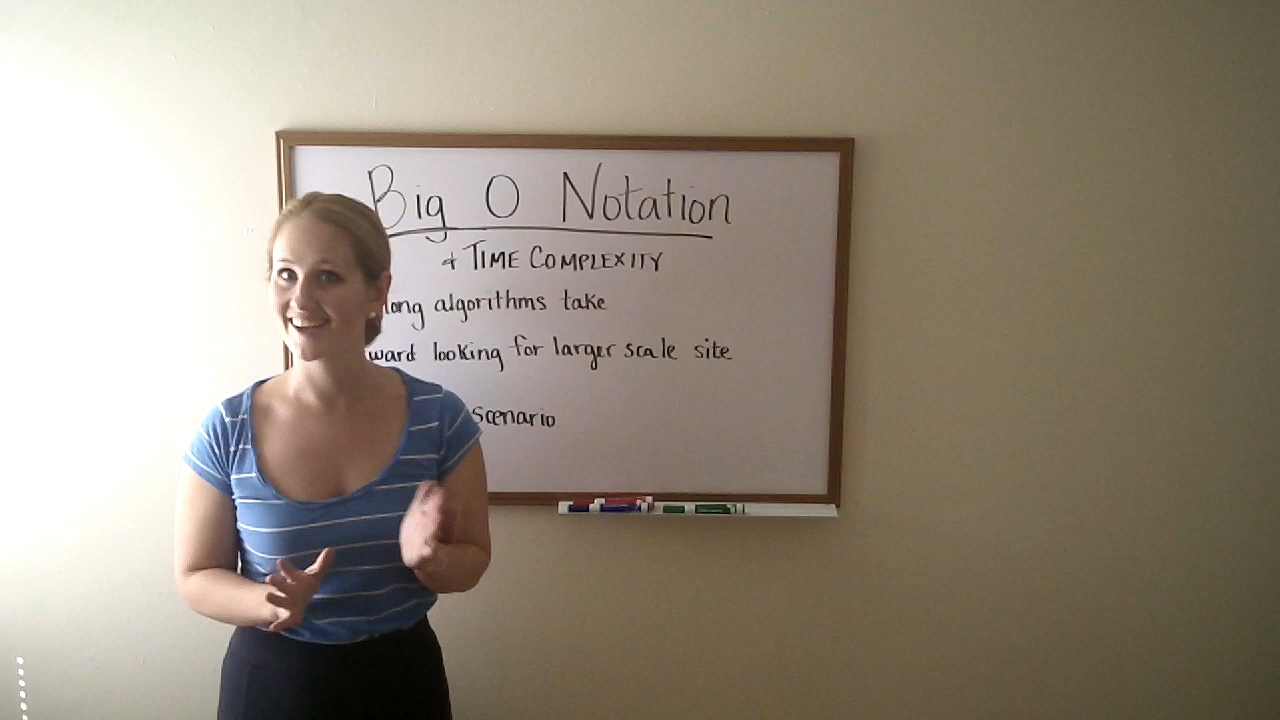 Big O Notation
+ TIME COMPLEXITY
long algorithms take
ward looking for larger scale site
scenario